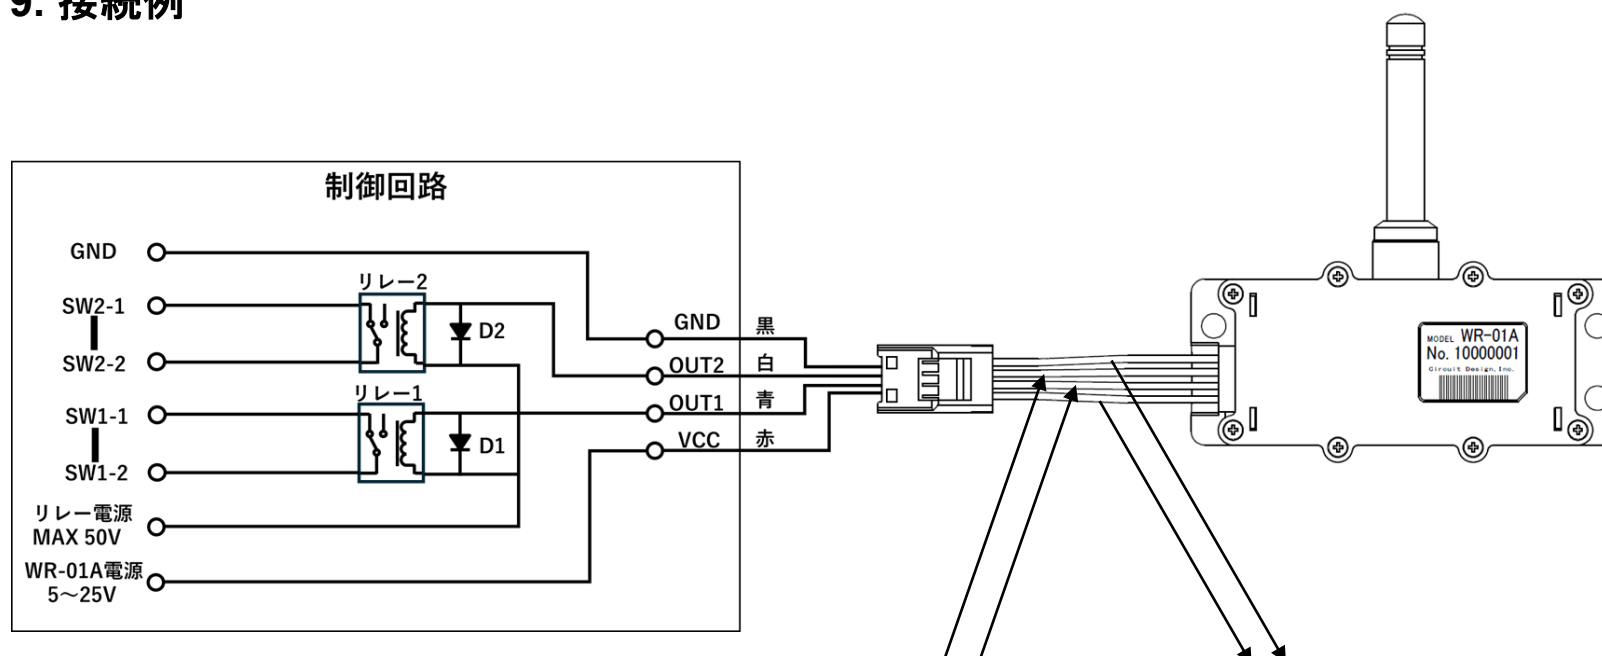 9. 接続例
制御回路
GND
SW2-1
SW2-2
SW1-1
SW1-2
リレー電源
MAX 50V
WR-01A電源
5～25V
リレー2
D2
リレー1
D1
GND
OUT2
OUT1
VCC
黒
白
青
赤
MODEL WR-01A
No. 10000001
Circuit Design, Inc.